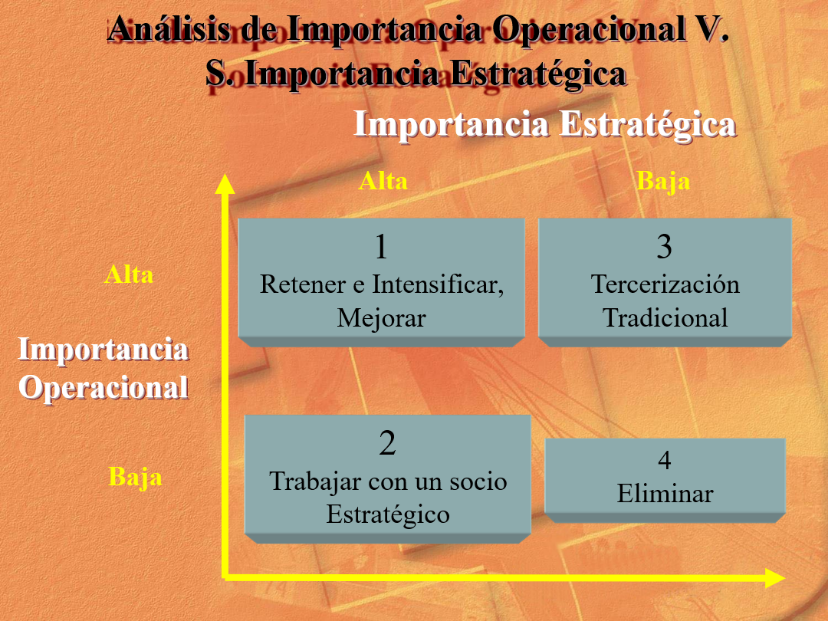 Análisis de Importancia Operacional V.
S. Importancia Estratégica
Importancia Estratégica
Alta
Baja
Alta
1
Retener e Intensificar,
Mejorar
3
Tercerización
Tradicional
Importancia
Operacional
Baja
2
Trabajar con un socio
Estratégico
4
Eliminar